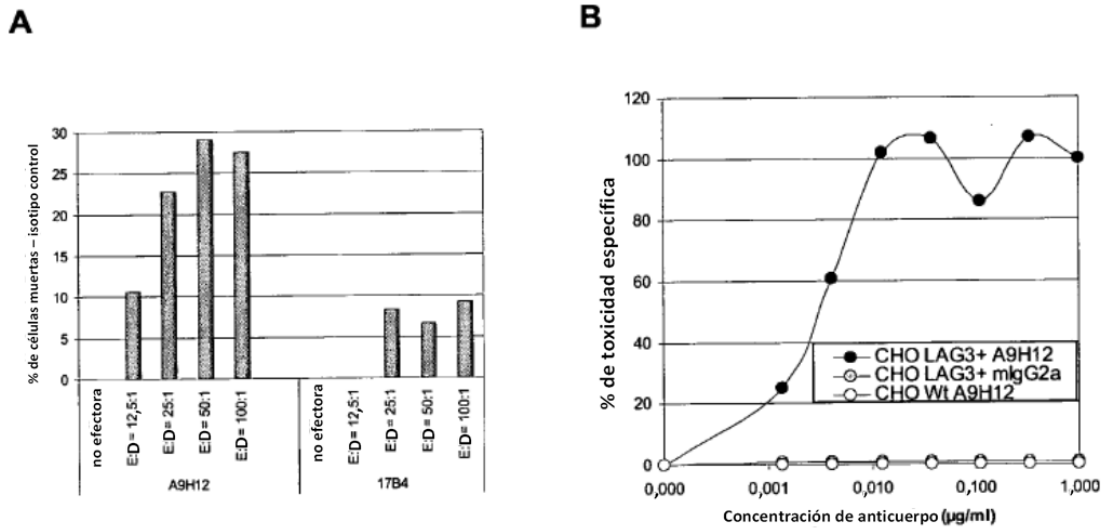 A
% de células muertas – isotipo control
30
25
20
15
10
5
0
no efectora
E:D = 12,5:1
E:D = 25:1
E:D = 50:1
E:D = 100:1
no efectora
E:D = 12,5:1
E:D = 25:1
E:D = 50:1
E:D = 100:1
A9H12
17B4
B
% de toxicidad específica
120
100
80
60
40
20
0
CHO LAG3+ A9H12
CHO LAG3+ mIgG2a
CHO Wt A9H12
0,000
0,001
0,010
0,100
1,000
Concentración de anticuerpo (µg/ml)